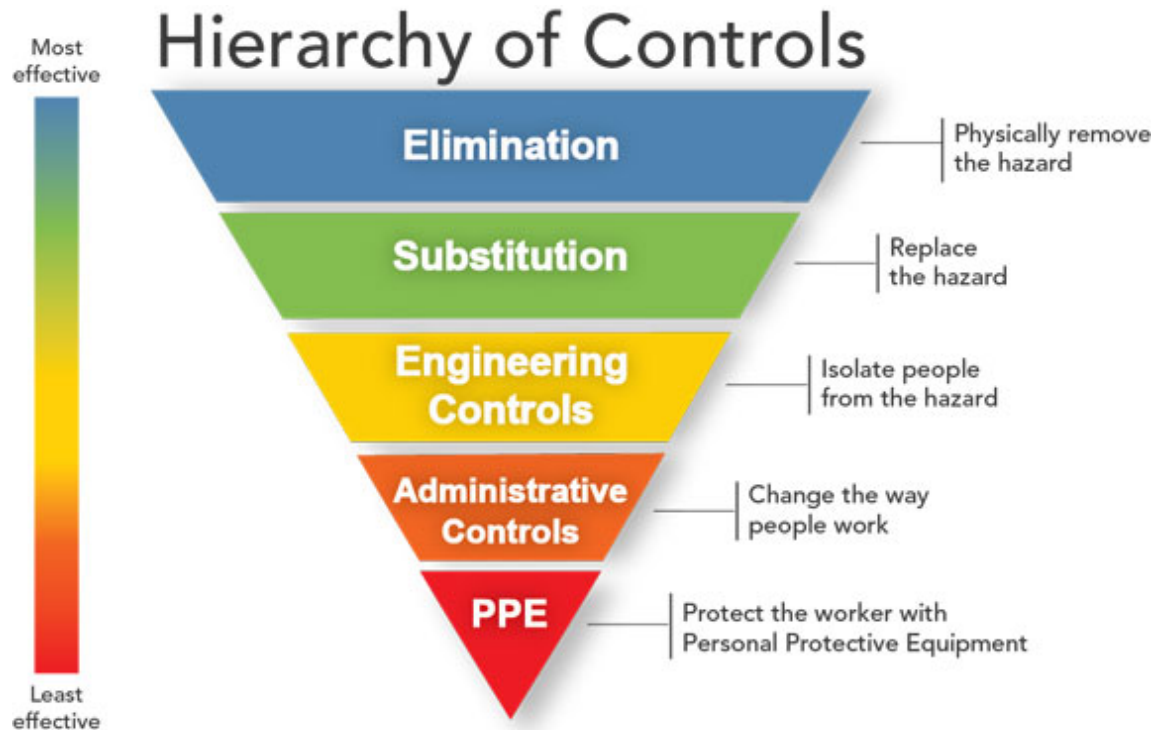 Hierarchy of Controls
Most
effective
Elimination
Physically remove
the hazard
Substitution
Replace
the hazard
Engineering
Controls
Isolate people
from the hazard
Administrative
Controls
Change the way
people work
PPE
Protect the worker with
Personal Protective Equipment
Least
effective